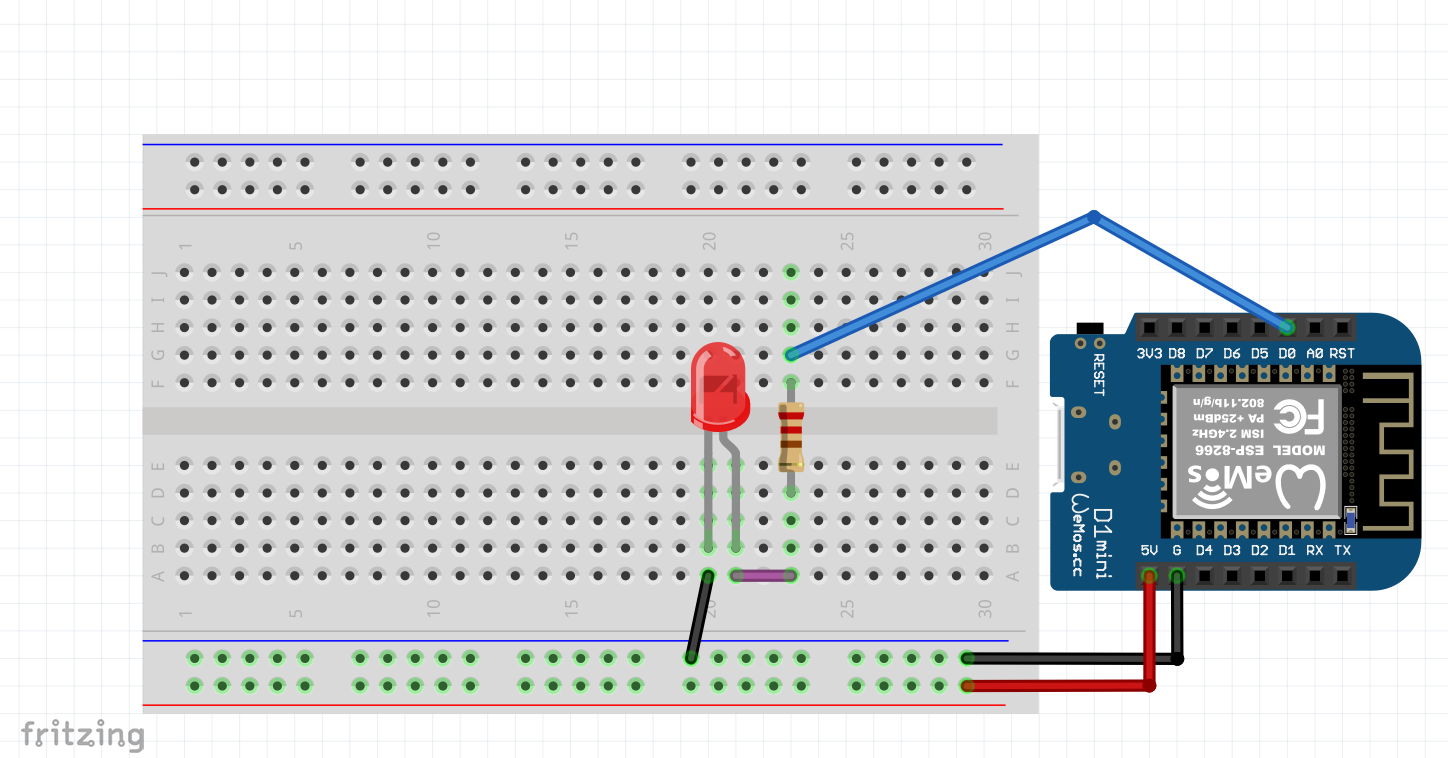 1 5 10 15 20 25 30
J J
I I
H H
G G
F F
E E
D D
C C
B B
A A
1 5 10 15 20 25 30
3V3 D8 D7 D6 D5 D0 A0 RST
RESET
802.11b/g/n
PA +25dBm
ISM 2.4GHz
ESP-8266
MODEL
FC
WeMos
D1mini
WeMos.cc
5V G D4 D3 D2 D1 RX TX
fritzing